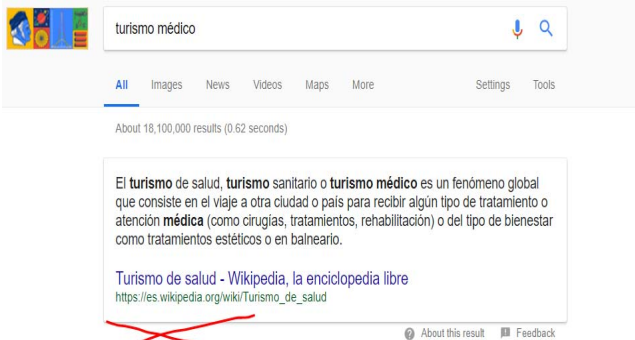 turismo médico
All Images News Videos Maps More Settings Tools
About 18,100,000 results (0.62 seconds)
El turismo de salud, turismo sanitario o turismo médico es un fenómeno global
que consiste en el viaje a otra ciudad o país para recibir algún tipo de tratamiento o
atención médica (como cirugías, tratamientos, rehabilitación) o del tipo de bienestar
como tratamientos estéticos o en balneario.
Turismo de salud - Wikipedia, la enciclopedia libre
https://es.wikipedia.org/wiki/Turismo_de_salud
About this result Feedback